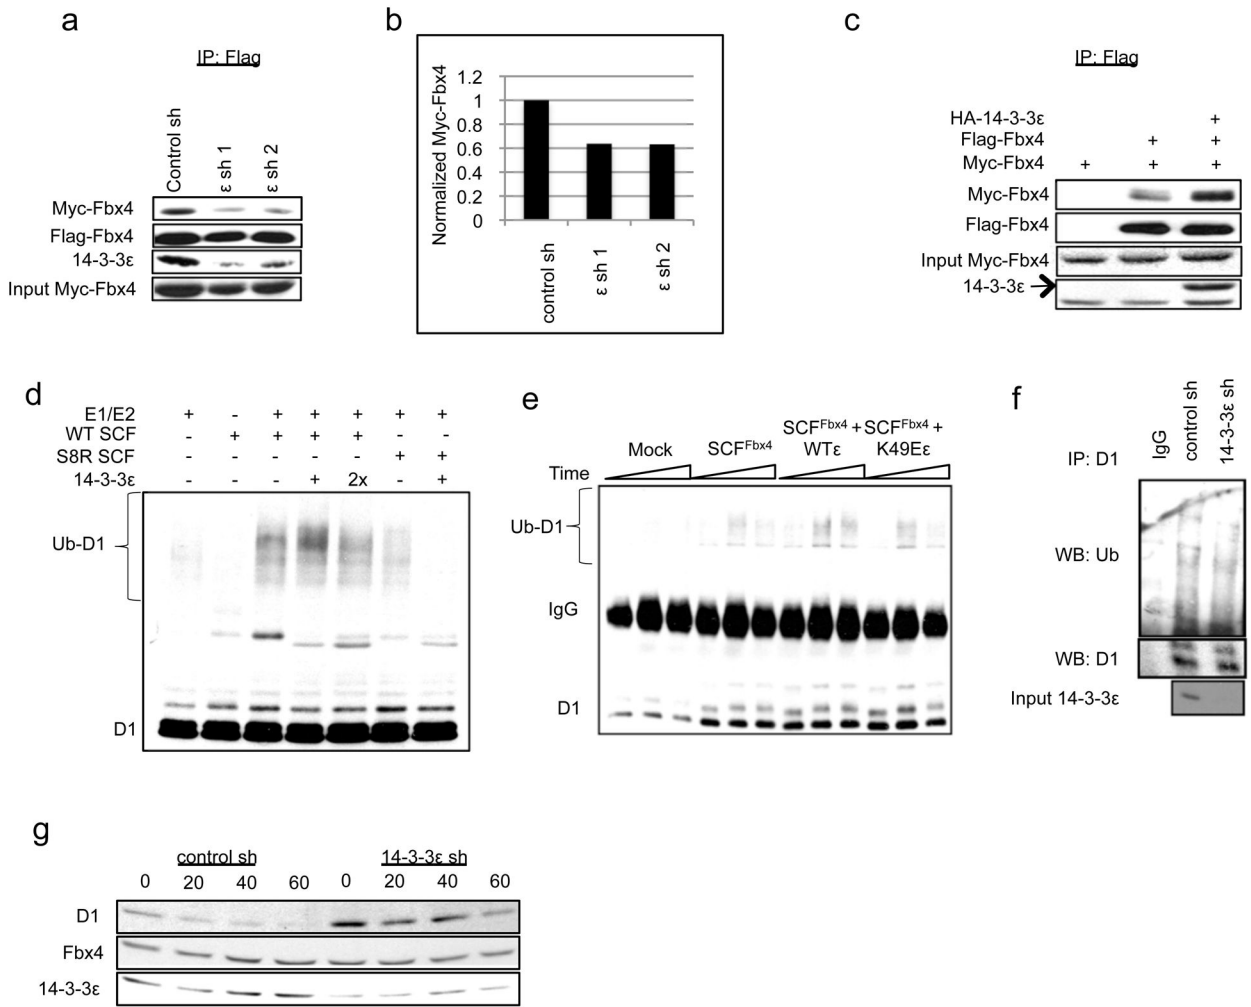 a
IP: Flag
Control sh
ε sh 1
ε sh 2
Myc-Fbx4
Flag-Fbx4
14-3-3ε
Input Myc-Fbx4
b
Normalized Myc-Fbx4
1.2
1
0.8
0.6
0.4
0.2
0
control sh
ε sh 1
ε sh 2
c
IP: Flag
HA-14-3-3ε +
Flag-Fbx4 + +
Myc-Fbx4 + + +
Myc-Fbx4
Flag-Fbx4
Input Myc-Fbx4
14-3-3ε
d
E1/E2 + - + + + + +
WT SCF - + + + + - -
S8R SCF - - - - - + +
14-3-3ε - - - + 2x - +
Ub-D1
D1
e
Mock
SCFFbx4
SCFFbx4 + WTε
SCFFbx4 + K49Eε
Time
Ub-D1
IgG
D1
f
IP: D1
IgG
control sh
14-3-3ε sh
WB: Ub
WB: D1
Input 14-3-3ε
g
control sh 14-3-3ε sh
0 20 40 60 0 20 40 60
D1
Fbx4
14-3-3ε